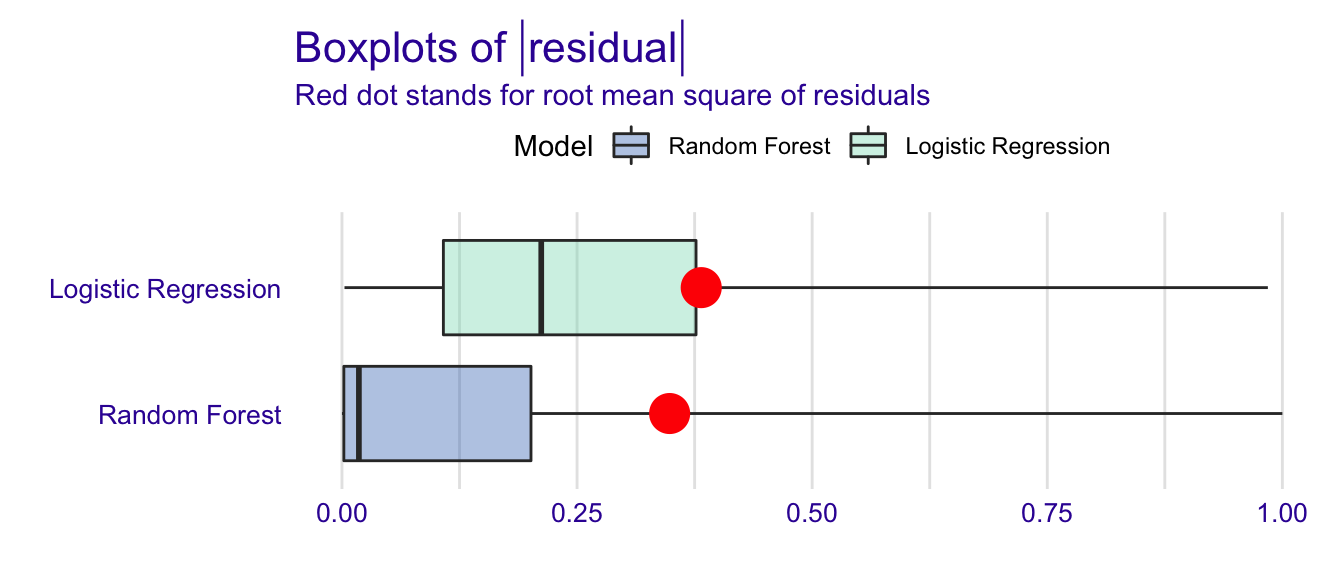 Boxplots of |residual|
Red dot stands for root mean square of residuals
Model Random Forest Logistic Regression
Logistic Regression
Random Forest
0.00 0.25 0.50 0.75 1.00